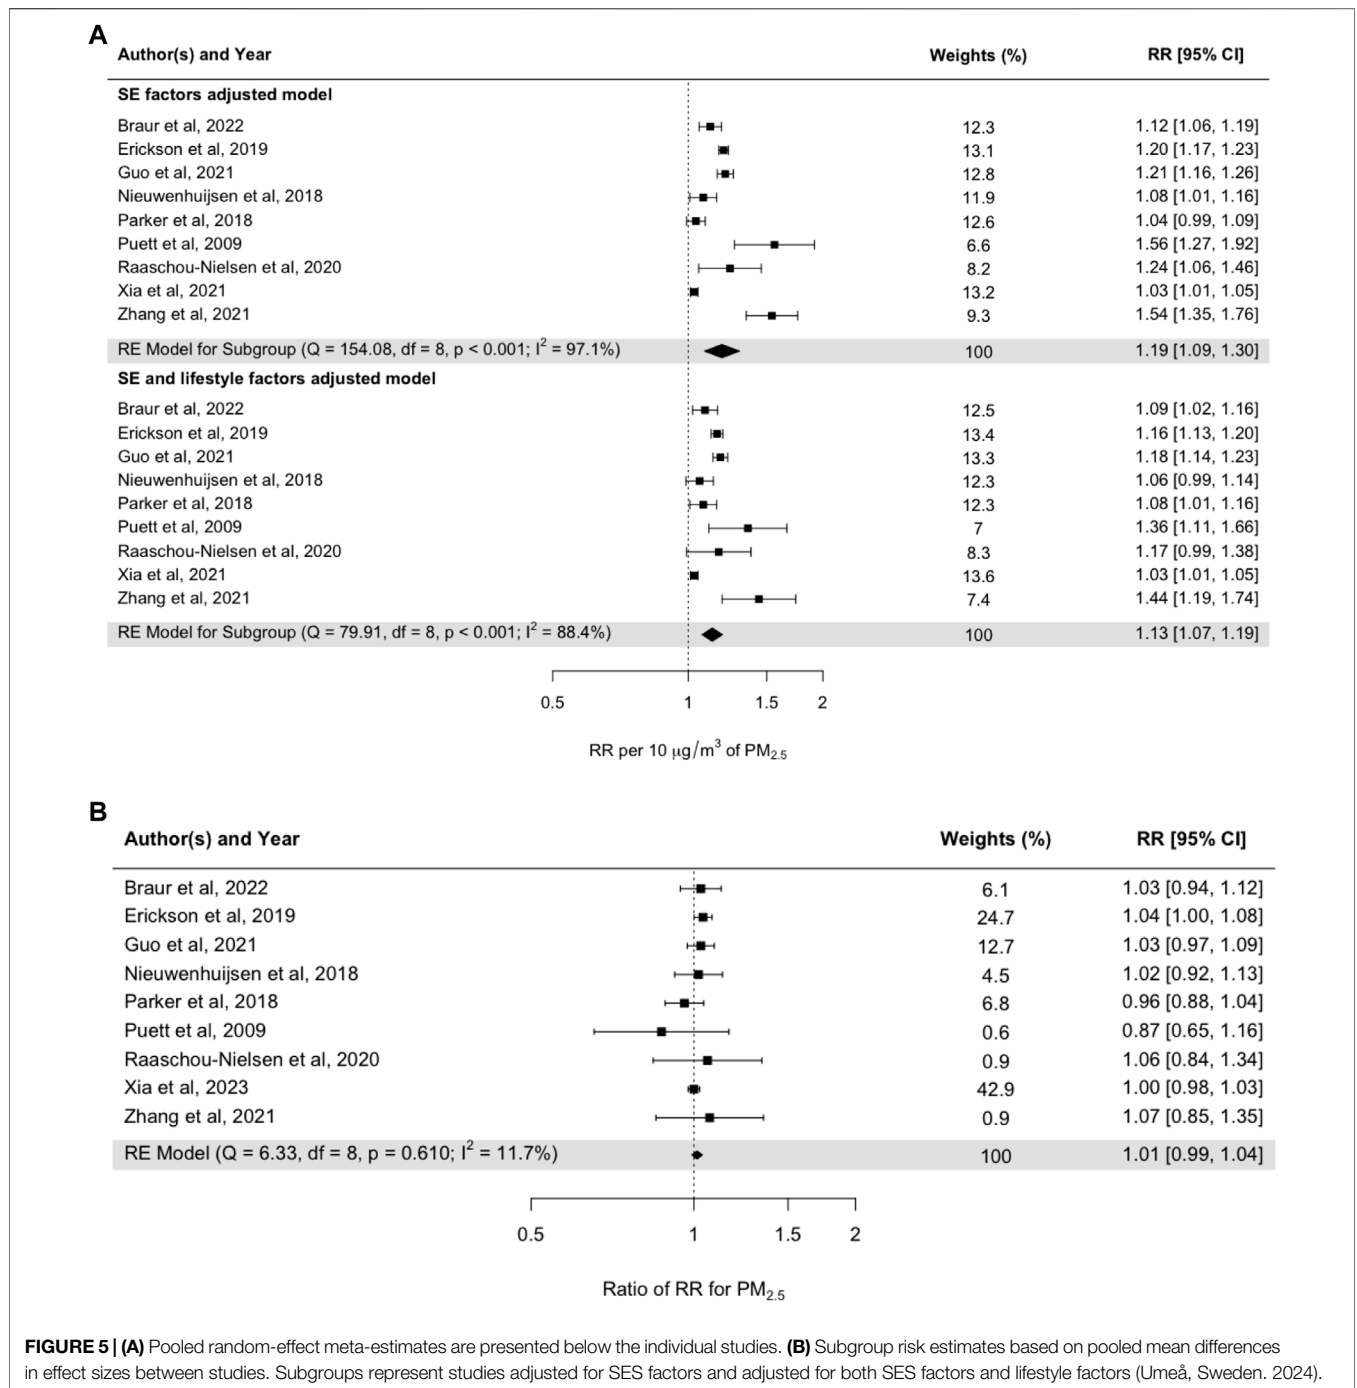 A
Author(s) and Year Weights (%) RR [95% CI]
SE factors adjusted model
Braur et al, 2022 12.3 1.12 [1.06, 1.19]
Erickson et al, 2019 13.1 1.20 [1.17, 1.23]
Guo et al, 2021 12.8 1.21 [1.16, 1.26]
Nieuwenhuijsen et al, 2018 11.9 1.08 [1.01, 1.16]
Parker et al, 2018 12.6 1.04 [0.99, 1.09]
Puett et al, 2009 6.6 1.56 [1.27, 1.92]
Raaschou-Nielsen et al, 2020 8.2 1.24 [1.06, 1.46]
Xia et al, 2021 13.2 1.03 [1.01, 1.05]
Zhang et al, 2021 9.3 1.54 [1.35, 1.76]
RE Model for Subgroup (Q = 154.08, df = 8, p < 0.001; I² = 97.1%) 100 1.19 [1.09, 1.30]
SE and lifestyle factors adjusted model
Braur et al, 2022 12.5 1.09 [1.02, 1.16]
Erickson et al, 2019 13.4 1.16 [1.13, 1.20]
Guo et al, 2021 13.3 1.18 [1.14, 1.23]
Nieuwenhuijsen et al, 2018 12.3 1.06 [0.99, 1.14]
Parker et al, 2018 12.3 1.08 [1.01, 1.16]
Puett et al, 2009 7 1.36 [1.11, 1.66]
Raaschou-Nielsen et al, 2020 8.3 1.17 [0.99, 1.38]
Xia et al, 2021 13.6 1.03 [1.01, 1.05]
Zhang et al, 2021 7.4 1.44 [1.19, 1.74]
RE Model for Subgroup (Q = 79.91, df = 8, p < 0.001; I² = 88.4%) 100 1.13 [1.07, 1.19]
0.5 1 1.5 2
RR per 10 µg/m³ of PM₂.₅
B
Author(s) and Year Weights (%) RR [95% CI]
Braur et al, 2022 6.1 1.03 [0.94, 1.12]
Erickson et al, 2019 24.7 1.04 [1.00, 1.08]
Guo et al, 2021 12.7 1.03 [0.97, 1.09]
Nieuwenhuijsen et al, 2018 4.5 1.02 [0.92, 1.13]
Parker et al, 2018 6.8 0.96 [0.88, 1.04]
Puett et al, 2009 0.6 0.87 [0.65, 1.16]
Raaschou-Nielsen et al, 2020 0.9 1.06 [0.84, 1.34]
Xia et al, 2023 42.9 1.00 [0.98, 1.03]
Zhang et al, 2021 0.9 1.07 [0.85, 1.35]
RE Model (Q = 6.33, df = 8, p = 0.610; I² = 11.7%) 100 1.01 [0.99, 1.04]
0.5 1 1.5 2
Ratio of RR for PM₂.₅
FIGURE 5 | (A) Pooled random-effect meta-estimates are presented below the individual studies. (B) Subgroup risk estimates based on pooled mean differences
in effect sizes between studies. Subgroups represent studies adjusted for SES factors and adjusted for both SES factors and lifestyle factors (Umeå, Sweden. 2024).